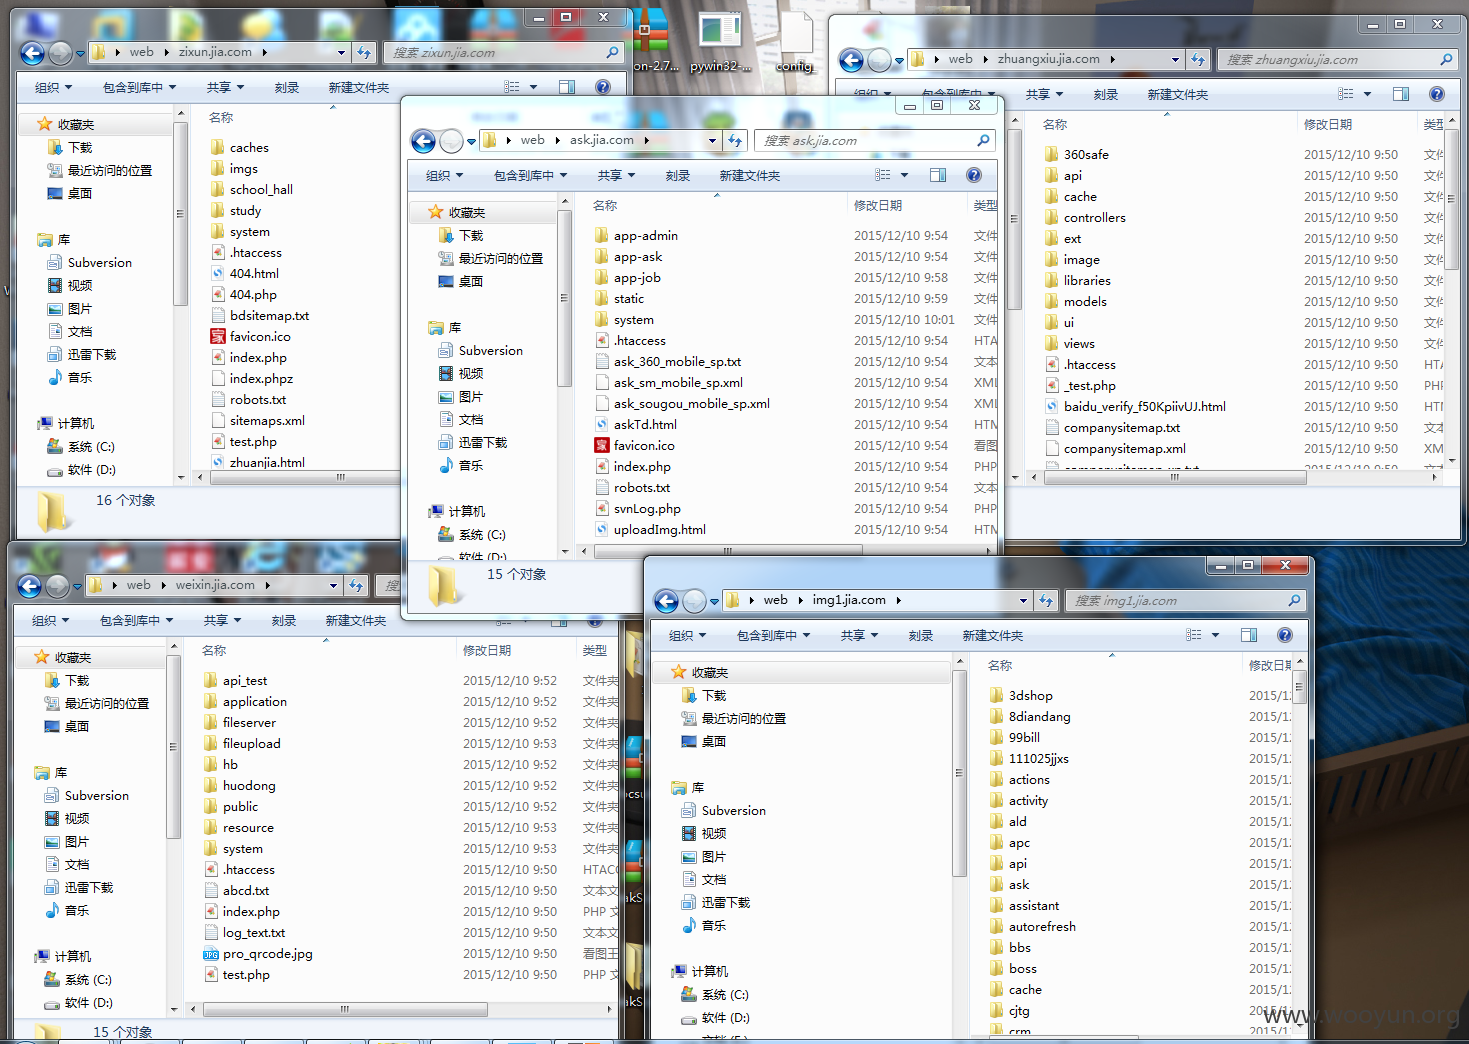 web zixun.jia.com
搜索 zixun.jia.com
组织 包含到库中 共享 刻录 新建文件夹
收藏夹
下载
最近访问的位置
桌面
库
Subversion
视频
图片
文档
迅雷下载
音乐
计算机
系统 (C:)
软件 (D:)
名称
caches
imgs
school_hall
study
system
.htaccess
404.html
404.php
bdsitemap.txt
favicon.ico
index.php
index.phpz
robots.txt
sitemaps.xml
test.php
zhuanjia.html
16 个对象
on-2.7...
pywin32-...
config_
web ask.jia.com
搜索 ask.jia.com
组织 包含到库中 共享 刻录 新建文件夹
收藏夹
下载
最近访问的位置
桌面
库
Subversion
视频
图片
文档
迅雷下载
音乐
计算机
系统 (C:)
软件 (D:)
名称 修改日期 类型
app-admin 2015/12/10 9:54 文件
app-ask 2015/12/10 9:54 文件
app-job 2015/12/10 9:58 文件
static 2015/12/10 9:59 文件
system 2015/12/10 10:01 文件
.htaccess 2015/12/10 9:54 HTA
ask_360_mobile_sp.txt 2015/12/10 9:54 文本
ask_sm_mobile_sp.xml 2015/12/10 9:54 XML
ask_sougou_mobile_sp.xml 2015/12/10 9:54 XML
askTd.html 2015/12/10 9:54 HTM
favicon.ico 2015/12/10 9:54 看图
index.php 2015/12/10 9:54 PHP
robots.txt 2015/12/10 9:54 文本
svnLog.php 2015/12/10 9:54 PHP
uploadImg.html 2015/12/10 9:54 HTM
15 个对象
web zhuangxiu.jia.com
搜索 zhuangxiu.jia.com
组织 包含到库中 共享 刻录 新建文件夹
名称 修改日期 类型
360safe 2015/12/10 9:50 文件
api 2015/12/10 9:50 文件
cache 2015/12/10 9:50 文件
controllers 2015/12/10 9:50 文件
ext 2015/12/10 9:50 文件
image 2015/12/10 9:50 文件
libraries 2015/12/10 9:50 文件
models 2015/12/10 9:50 文件
ui 2015/12/10 9:50 文件
views 2015/12/10 9:50 文件
.htaccess 2015/12/10 9:50 HT
_test.php 2015/12/10 9:50 PH
baidu_verify_f50KpiivUJ.html 2015/12/10 9:50 HT
companysitemap.txt 2015/12/10 9:50 文本
companysitemap.xml 2015/12/10 9:50 XM
web weixin.jia.com
搜
组织 包含到库中 共享 刻录 新建文件夹
收藏夹
下载
最近访问的位置
桌面
库
Subversion
视频
图片
文档
迅雷下载
音乐
计算机
系统 (C:)
软件 (D:)
名称 修改日期 类型
api_test 2015/12/10 9:52 文件夹
application 2015/12/10 9:52 文件夹
fileserver 2015/12/10 9:52 文件夹
fileupload 2015/12/10 9:53 文件夹
hb 2015/12/10 9:52 文件夹
huodong 2015/12/10 9:52 文件夹
public 2015/12/10 9:52 文件夹
resource 2015/12/10 9:53 文件夹
system 2015/12/10 9:53 文件夹
.htaccess 2015/12/10 9:50 HTACC
abcd.txt 2015/12/10 9:50 文本文
index.php 2015/12/10 9:50 PHP 文
log_text.txt 2015/12/10 9:50 文本文
pro_qrcode.jpg 2015/12/10 9:50 看图王
test.php 2015/12/10 9:50 PHP 文
15 个对象
web img1.jia.com
搜索 img1.jia.com
组织 包含到库中 共享 刻录 新建文件夹
收藏夹
下载
最近访问的位置
桌面
库
Subversion
视频
图片
文档
迅雷下载
音乐
计算机
系统 (C:)
软件 (D:)
名称 修改日期
3dshop 2015/12
8diandang 2015/12
99bill 2015/12
111025jjxs 2015/12
actions 2015/12
activity 2015/12
ald 2015/12
apc 2015/12
api 2015/12
ask 2015/12
assistant 2015/12
autorefresh 2015/12
bbs 2015/12
boss 2015/12
cache 2015/12
cjtg 2015/12
crm 2015/12
www.wooyun.org